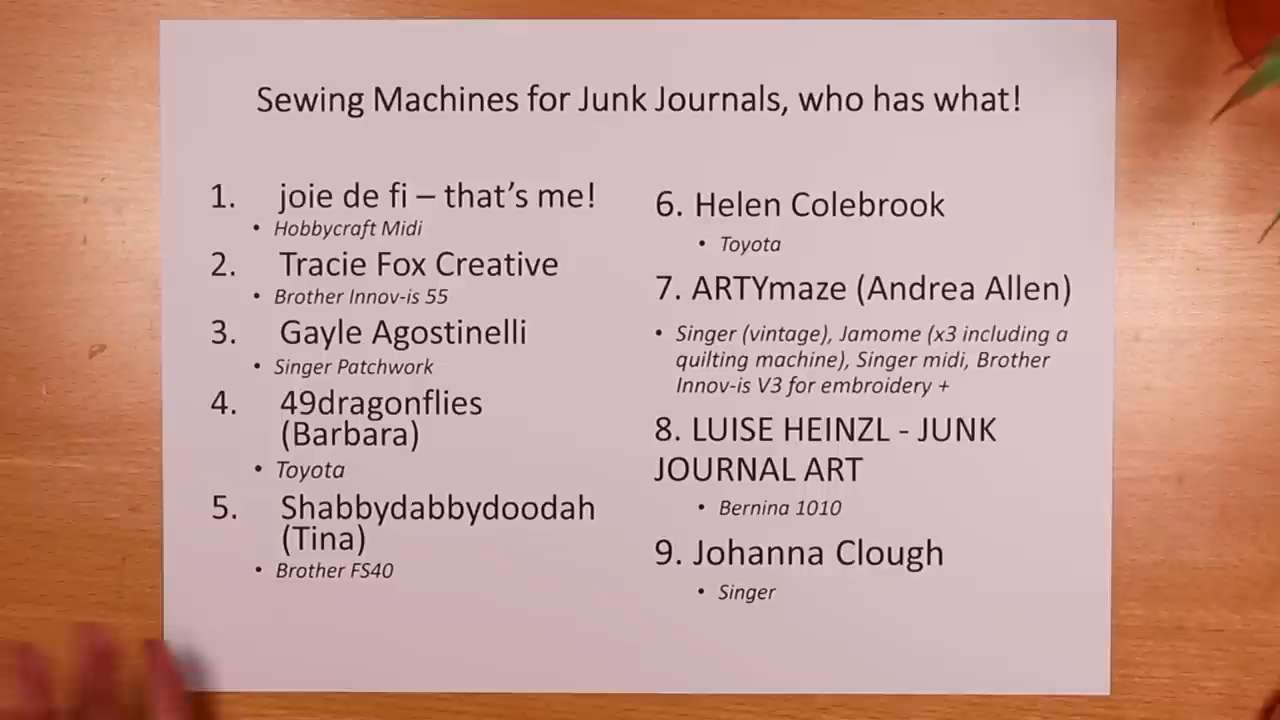 Sewing Machines for Junk Journals, who has what!
1. joie de fi – that's me!
• Hobbycraft Midi
2. Tracie Fox Creative
• Brother Innov-is 55
3. Gayle Agostinelli
• Singer Patchwork
4. 49dragonflies
(Barbara)
• Toyota
5. Shabbydabbydoodah
(Tina)
• Brother FS40
6. Helen Colebrook
• Toyota
7. ARTYmaze (Andrea Allen)
• Singer (vintage), Jamome (x3 including a
quilting machine), Singer midi, Brother
Innov-is V3 for embroidery +
8. LUISE HEINZL - JUNK
JOURNAL ART
• Bernina 1010
9. Johanna Clough
• Singer